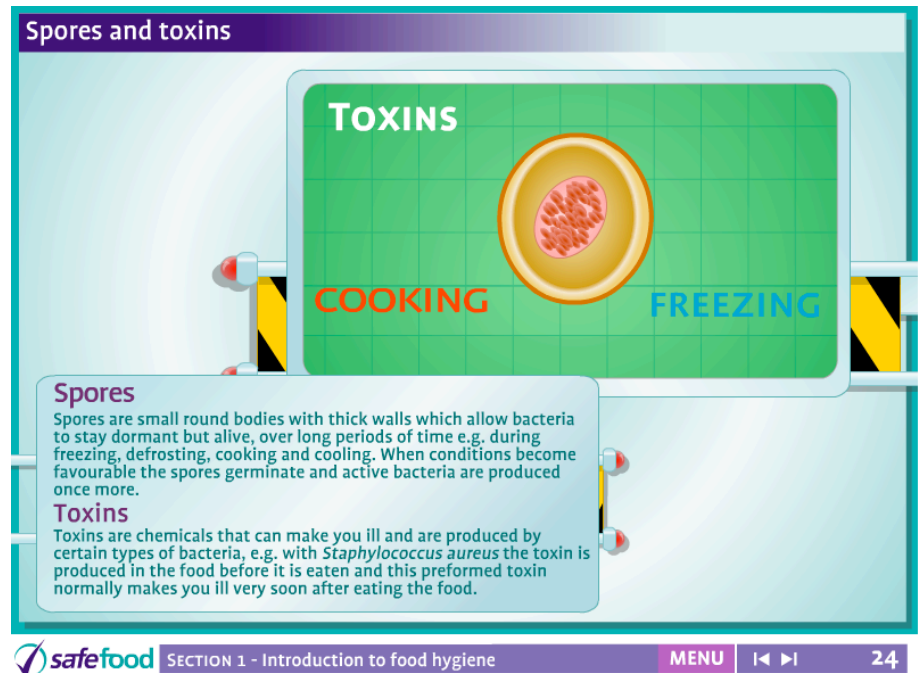 Spores and toxins
TOXINS
COOKING
FREEZING
Spores
Spores are small round bodies with thick walls which allow bacteria
to stay dormant but alive, over long periods of time e.g. during
freezing, defrosting, cooking and cooling. When conditions become
favourable the spores germinate and active bacteria are produced
once more.
Toxins
Toxins are chemicals that can make you ill and are produced by
certain types of bacteria, e.g. with Staphylococcus aureus the toxin is
produced in the food before it is eaten and this preformed toxin
normally makes you ill very soon after eating the food.
safefood SECTION 1 - Introduction to food hygiene MENU 24